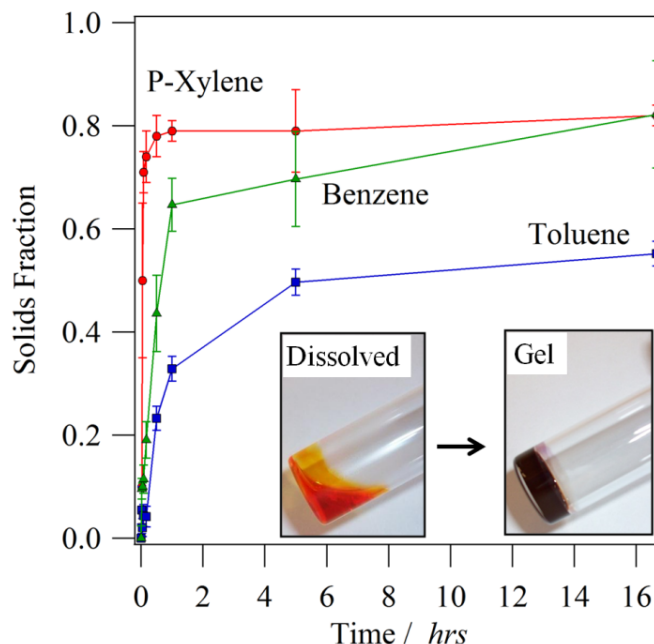 1.0
0.8
0.6
0.4
0.2
0.0
Solids Fraction
P-Xylene
Benzene
Toluene
Dissolved
Gel
0 2 4 6 8 10 12 14 16
Time / hrs